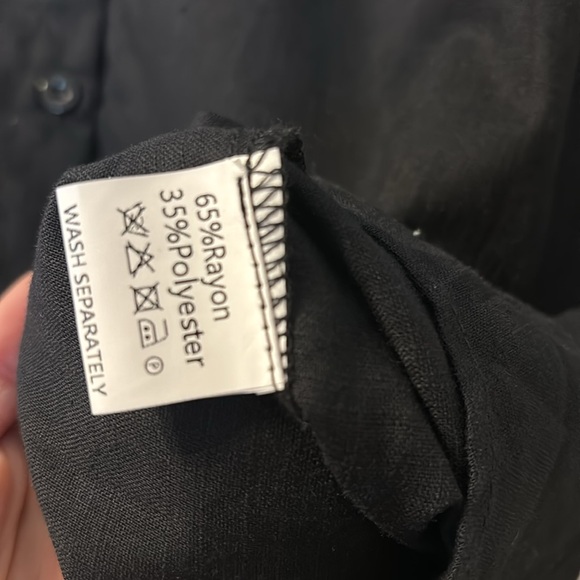 65%Rayon
35%Polyester
P
WASH SEPARATELY